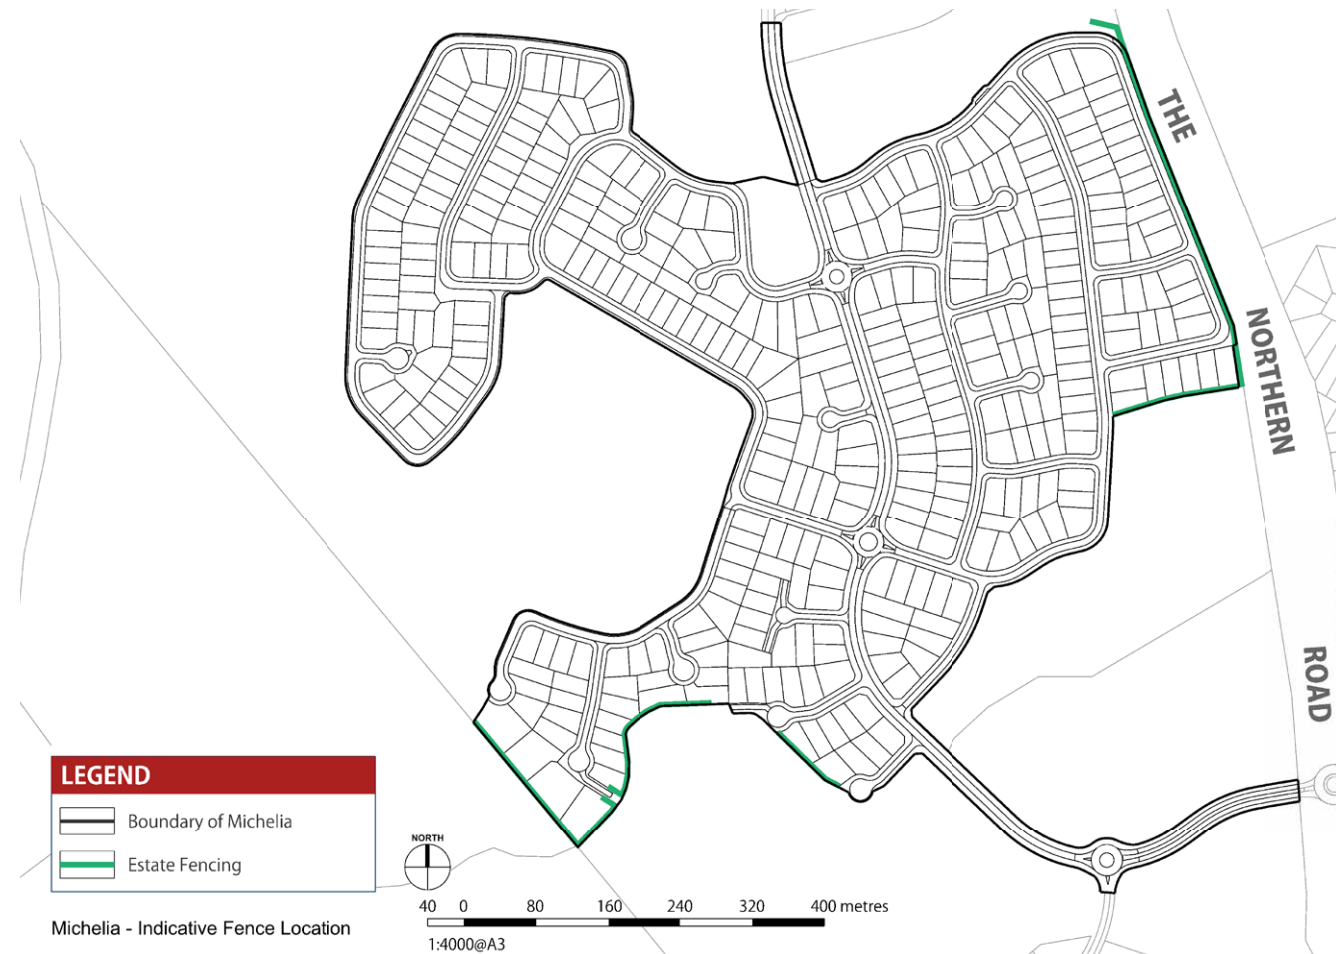 THE
NORTHERN
ROAD
LEGEND
Boundary of Michelia
Estate Fencing
Michelia - Indicative Fence Location
NORTH
40 0 80 160 240 320 400 metres
1:4000@A3